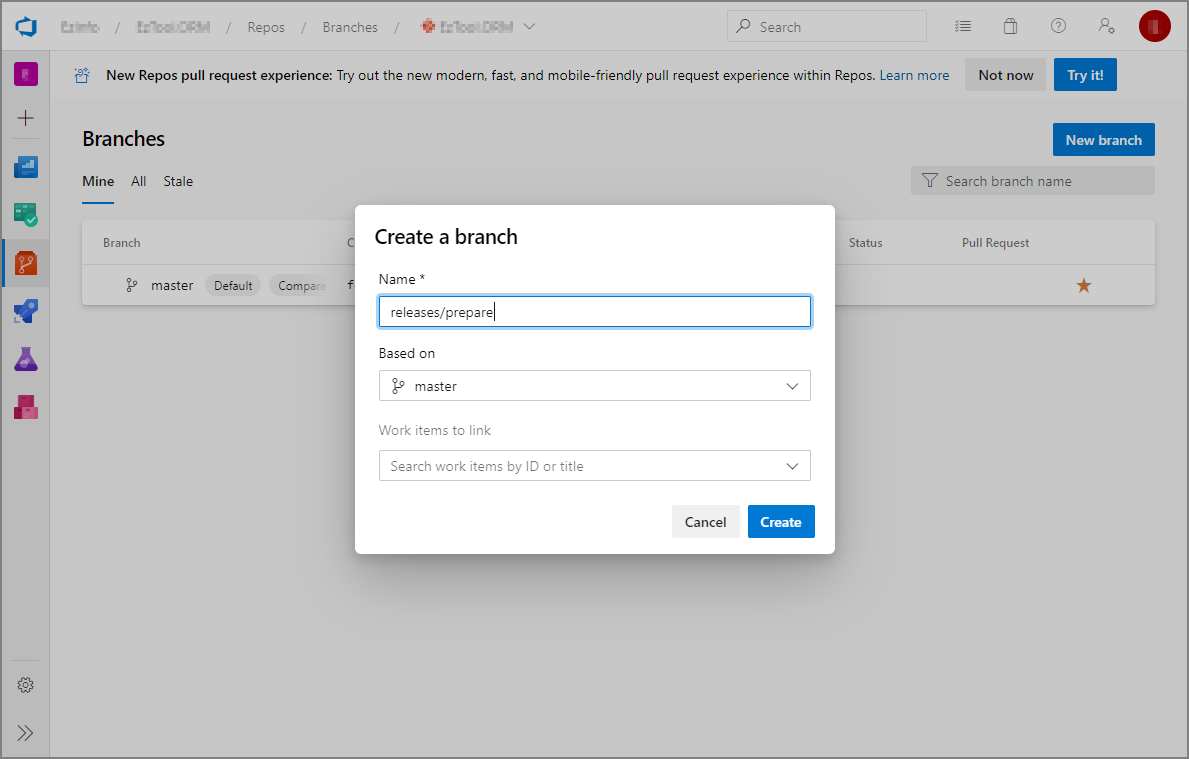 / / Repos / Branches /
Search
New Repos pull request experience: Try out the new modern, fast, and mobile-friendly pull request experience within Repos. Learn more
Not now
Try it!
Branches
New branch
Mine All Stale
Search branch name
Branch
Status
Pull Request
master
Default
Compare
Create a branch
Name *
releases/prepare
Based on
master
Work items to link
Search work items by ID or title
Cancel
Create